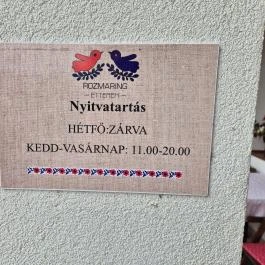 ROZMARING
ÉTTEREM
Nyitvatartás
HÉTFŐ:ZÁRVA
KEDD-VASÁRNAP: 11.00-20.00